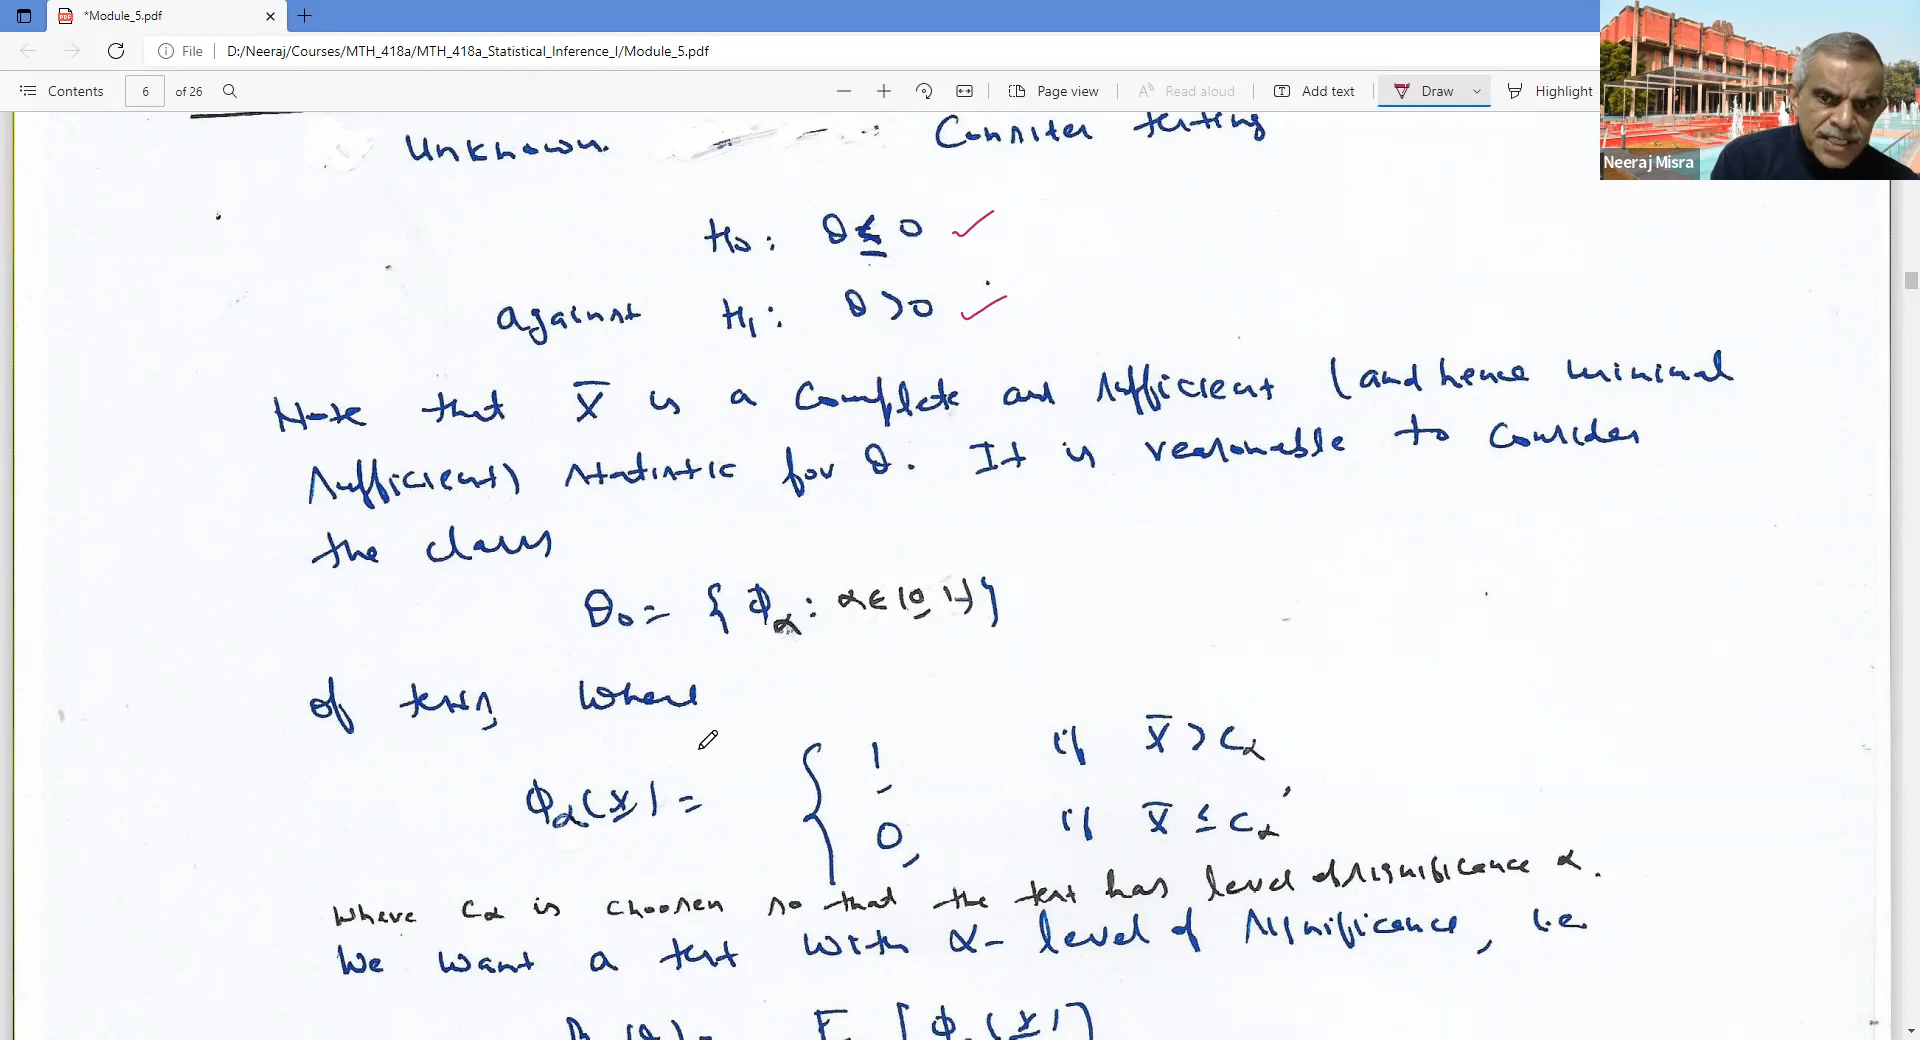 *Module_5.pdf
File D:/Neeraj/Courses/MTH_418a/MTH_418a_Statistical_Inference_I/Module_5.pdf
Contents 6 of 26 Page view Read aloud Add text Draw Highlight
Neeraj Misra
Unknown. Consider testing
H₀: θ ≤ 0 ✓
against H₁: θ > 0 ✓
Note that X̅ is a complete and sufficient (and hence minimal
sufficient) statistic for θ. It is reasonable to consider
the class
= { ϕ_α : α ∈ (0, 1) }
of tests, where
ϕ_α(x̲) = { 1, if X̅ > c_α
0, if X̅ ≤ c_α,
where c_α is choosen so that the test has level of significance α.
We want a test with α- level of significance, i.e.